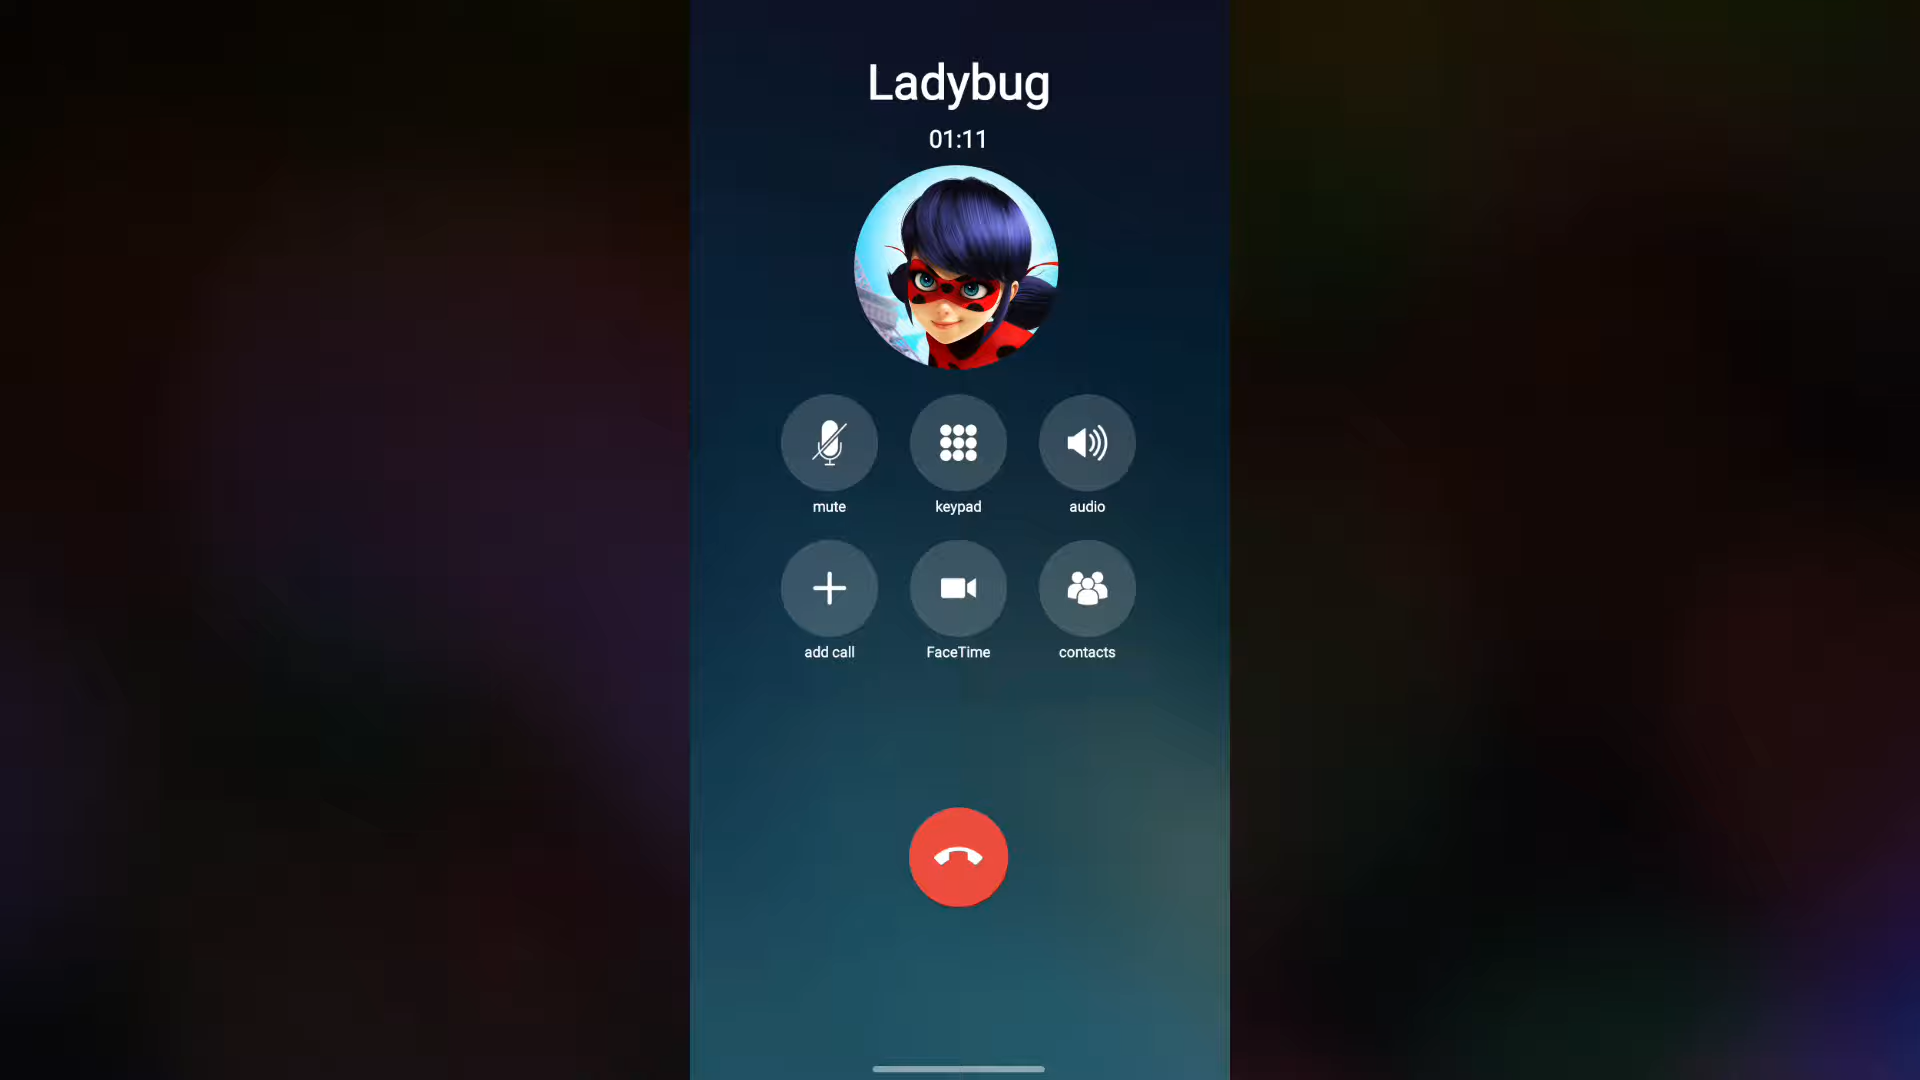 Ladybug
01:11
mute
keypad
audio
add call
FaceTime
contacts